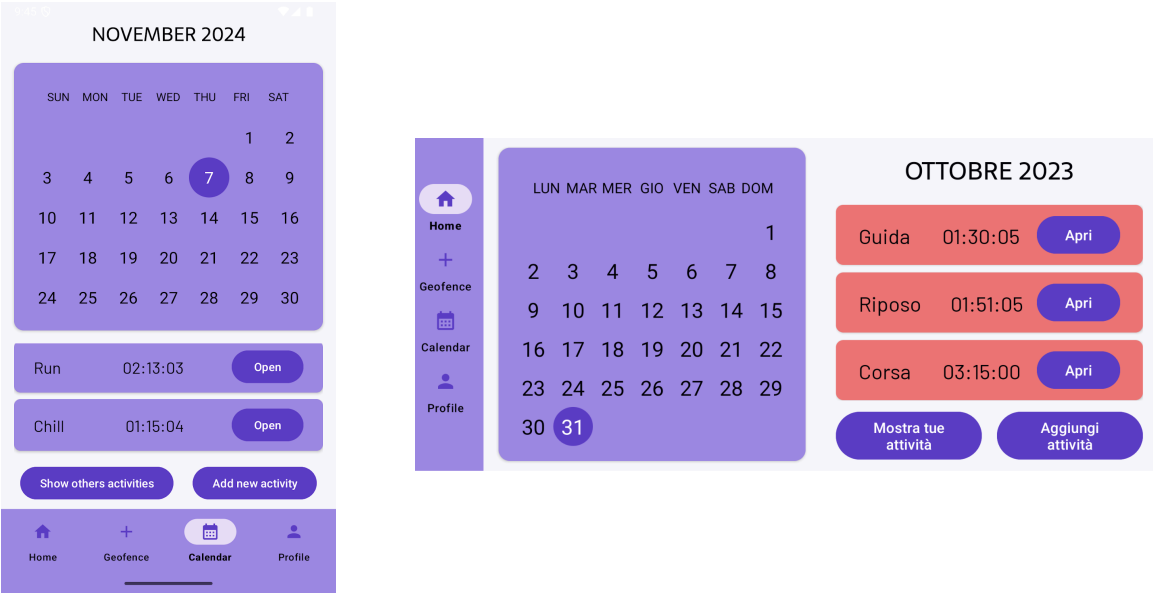 NOVEMBER 2024
SUN MON TUE WED THU FRI SAT
1 2
3 4 5 6 7 8 9
10 11 12 13 14 15 16
17 18 19 20 21 22 23
24 25 26 27 28 29 30
Run 02:13:03 Open
Chill 01:15:04 Open
Show others activities Add new activity
Home Geofence Calendar Profile
Home
Geofence
Calendar
Profile
LUN MAR MER GIO VEN SAB DOM
1
2 3 4 5 6 7 8
9 10 11 12 13 14 15
16 17 18 19 20 21 22
23 24 25 26 27 28 29
30 31
OTTOBRE 2023
Guida 01:30:05 Apri
Riposo 01:51:05 Apri
Corsa 03:15:00 Apri
Mostra tue
attività
Aggiungi
attività